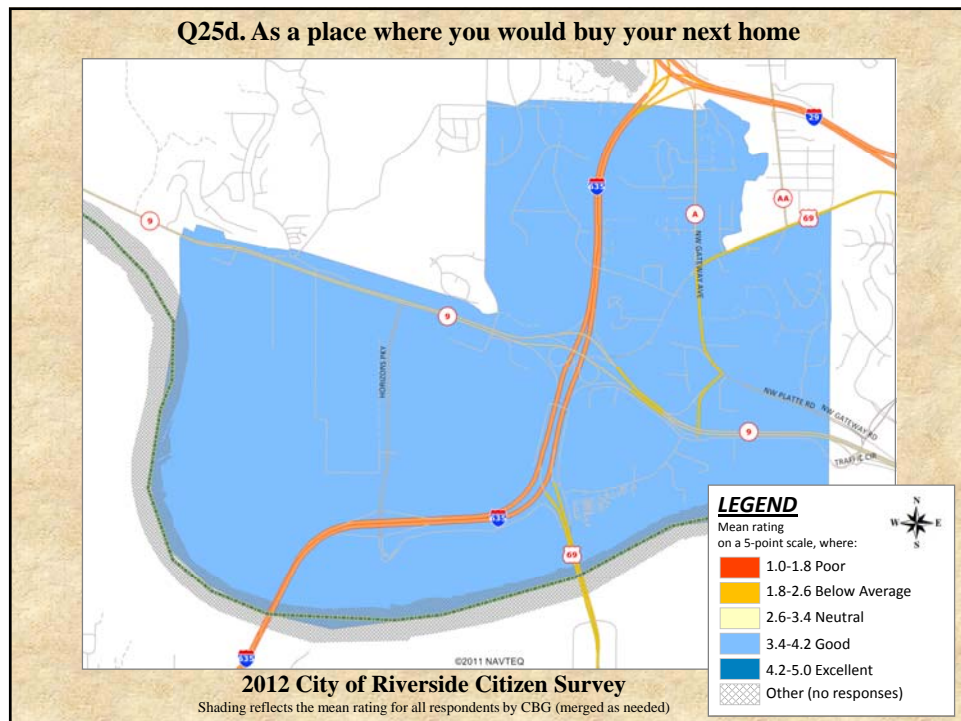 Q25d. As a place where you would buy your next home
29
635
A
AA
69
9
NW GATEWAY AVE
9
HORIZONS PKY
NW PLATTE RD
NW GATEWAY RD
9
TRAFFIC CIR
635
69
635
©2011 NAVTEQ
LEGEND
Mean rating
on a 5-point scale, where:
N
W E
S
1.0-1.8 Poor
1.8-2.6 Below Average
2.6-3.4 Neutral
3.4-4.2 Good
4.2-5.0 Excellent
Other (no responses)
2012 City of Riverside Citizen Survey
Shading reflects the mean rating for all respondents by CBG (merged as needed)